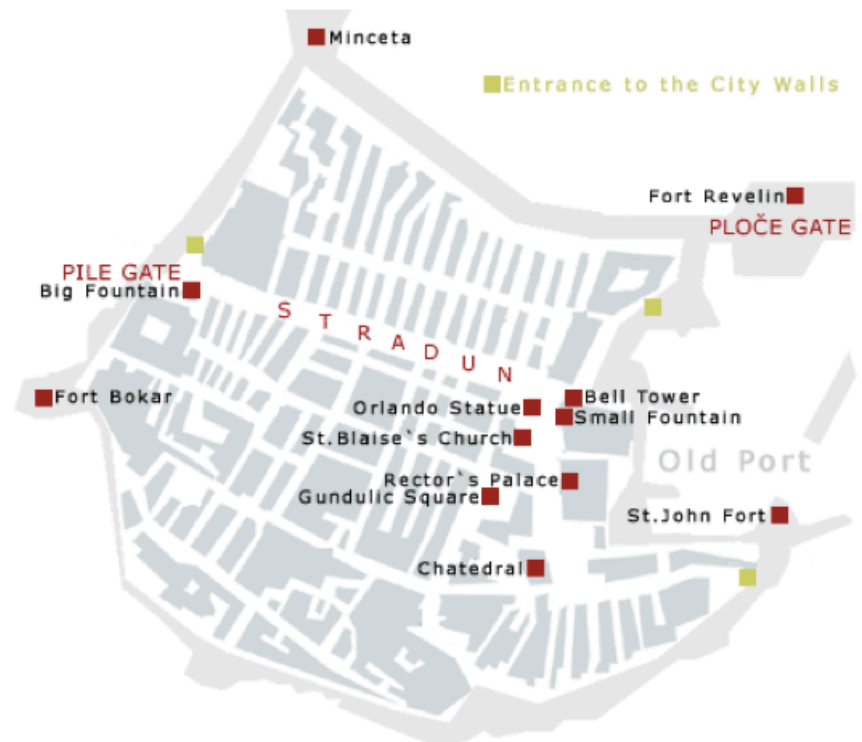 Minceta
Entrance to the City Walls
Fort Revelin
PLOČE GATE
PILE GATE
Big Fountain
STRADUN
Fort Bokar
Bell Tower
Orlando Statue
Small Fountain
St.Blaise`s Church
Old Port
Rector`s Palace
Gundulic Square
St.John Fort
Chatedral